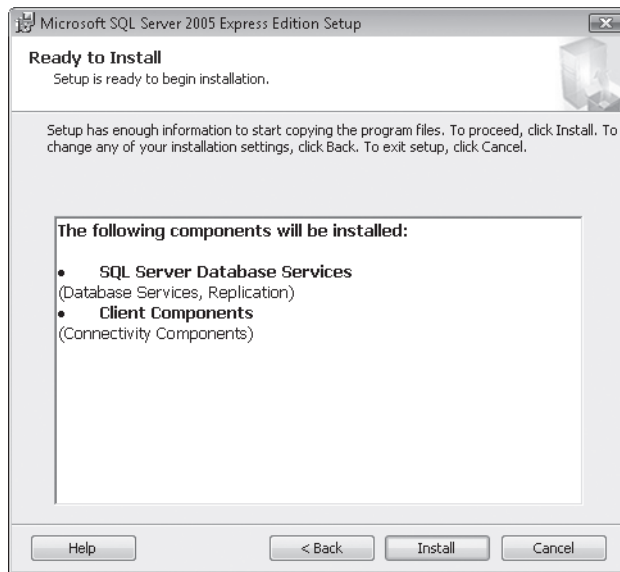 Microsoft SQL Server 2005 Express Edition Setup
Ready to Install
Setup is ready to begin installation.
Setup has enough information to start copying the program files. To proceed, click Install. To
change any of your installation settings, click Back. To exit setup, click Cancel.
The following components will be installed:
• SQL Server Database Services
(Database Services, Replication)
• Client Components
(Connectivity Components)
Help
< Back
Install
Cancel